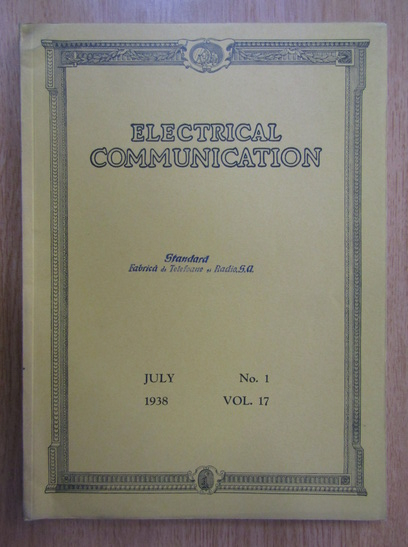 ELECTRICAL
COMMUNICATION
Standard
Fabrică de Telefoane și Radio, S.A.
JULY No. 1
1938 VOL. 17